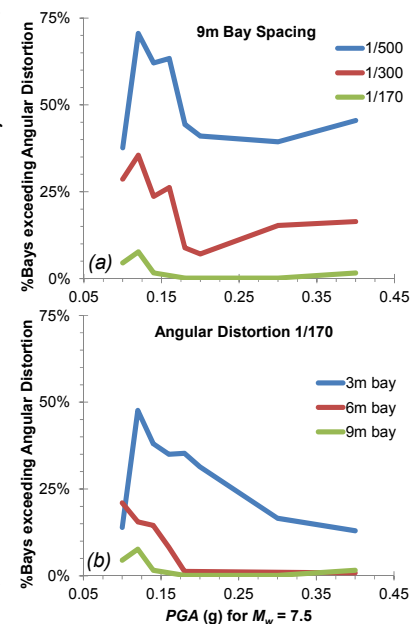 75%
9m Bay Spacing
1/500
1/300
1/170
50%
25%
0%
%Bays exceeding Angular Distortion
(a)
0.05 0.15 0.25 0.35 0.45
75%
Angular Distortion 1/170
3m bay
6m bay
9m bay
50%
25%
0%
%Bays exceeding Angular Distortion
(b)
0.05 0.15 0.25 0.35 0.45
PGA (g) for Mw = 7.5